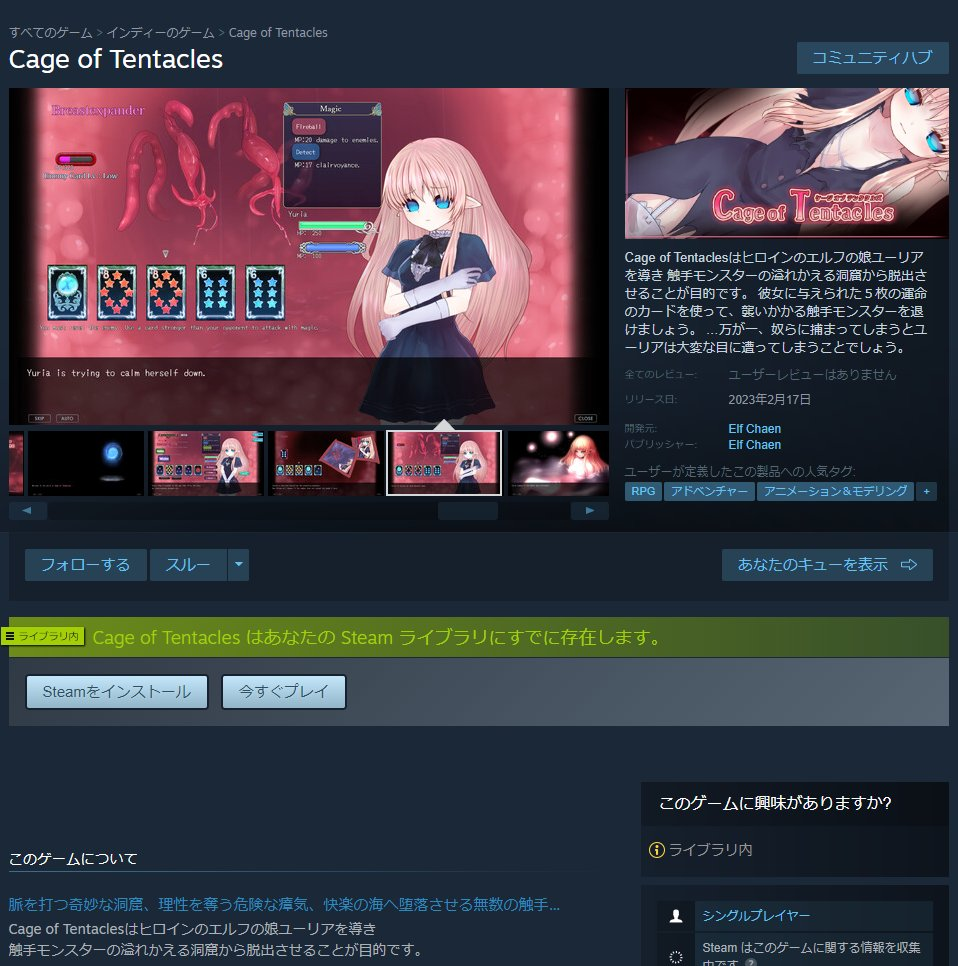 すべてのゲーム > インディーのゲーム > Cage of Tentacles
Cage of Tentacles
コミュニティハブ
Breastexpander
Magic
Fireball
MP:20 damage to enemies.
Detect
MP:17 clairvoyance.
Yuria
Yuria is trying to calm herself down.
SKIP
AUTO
CLOSE
Cage of Tentacles
Cage of Tentaclesはヒロインのエルフの娘ユーリア
を導き 触手モンスターの溢れかえる洞窟から脱出さ
せることが目的です。 彼女に与えられた５枚の運命
のカードを使って、襲いかかる触手モンスターを退
けましょう。 …万が一、奴らに捕まってしまうとユ
ーリアは大変な目に遭ってしまうことでしょう。
全てのレビュー: ユーザーレビューはありません
リリース日: 2023年2月17日
開発元: Elf Chaen
パブリッシャー: Elf Chaen
ユーザーが定義したこの製品への人気タグ:
RPG アドベンチャー アニメーション＆モデリング +
フォローする スルー あなたのキューを表示
ライブラリ内 Cage of Tentacles はあなたの Steam ライブラリにすでに存在します。
Steamをインストール 今すぐプレイ
このゲームに興味がありますか?
ライブラリ内
このゲームについて
脈を打つ奇妙な洞窟、理性を奪う危険な瘴気、快楽の海へ堕落させる無数の触手...
Cage of Tentaclesはヒロインのエルフの娘ユーリアを導き
触手モンスターの溢れかえる洞窟から脱出させることが目的です。
シングルプレイヤー
Steam はこのゲームに関する情報を収集
中です